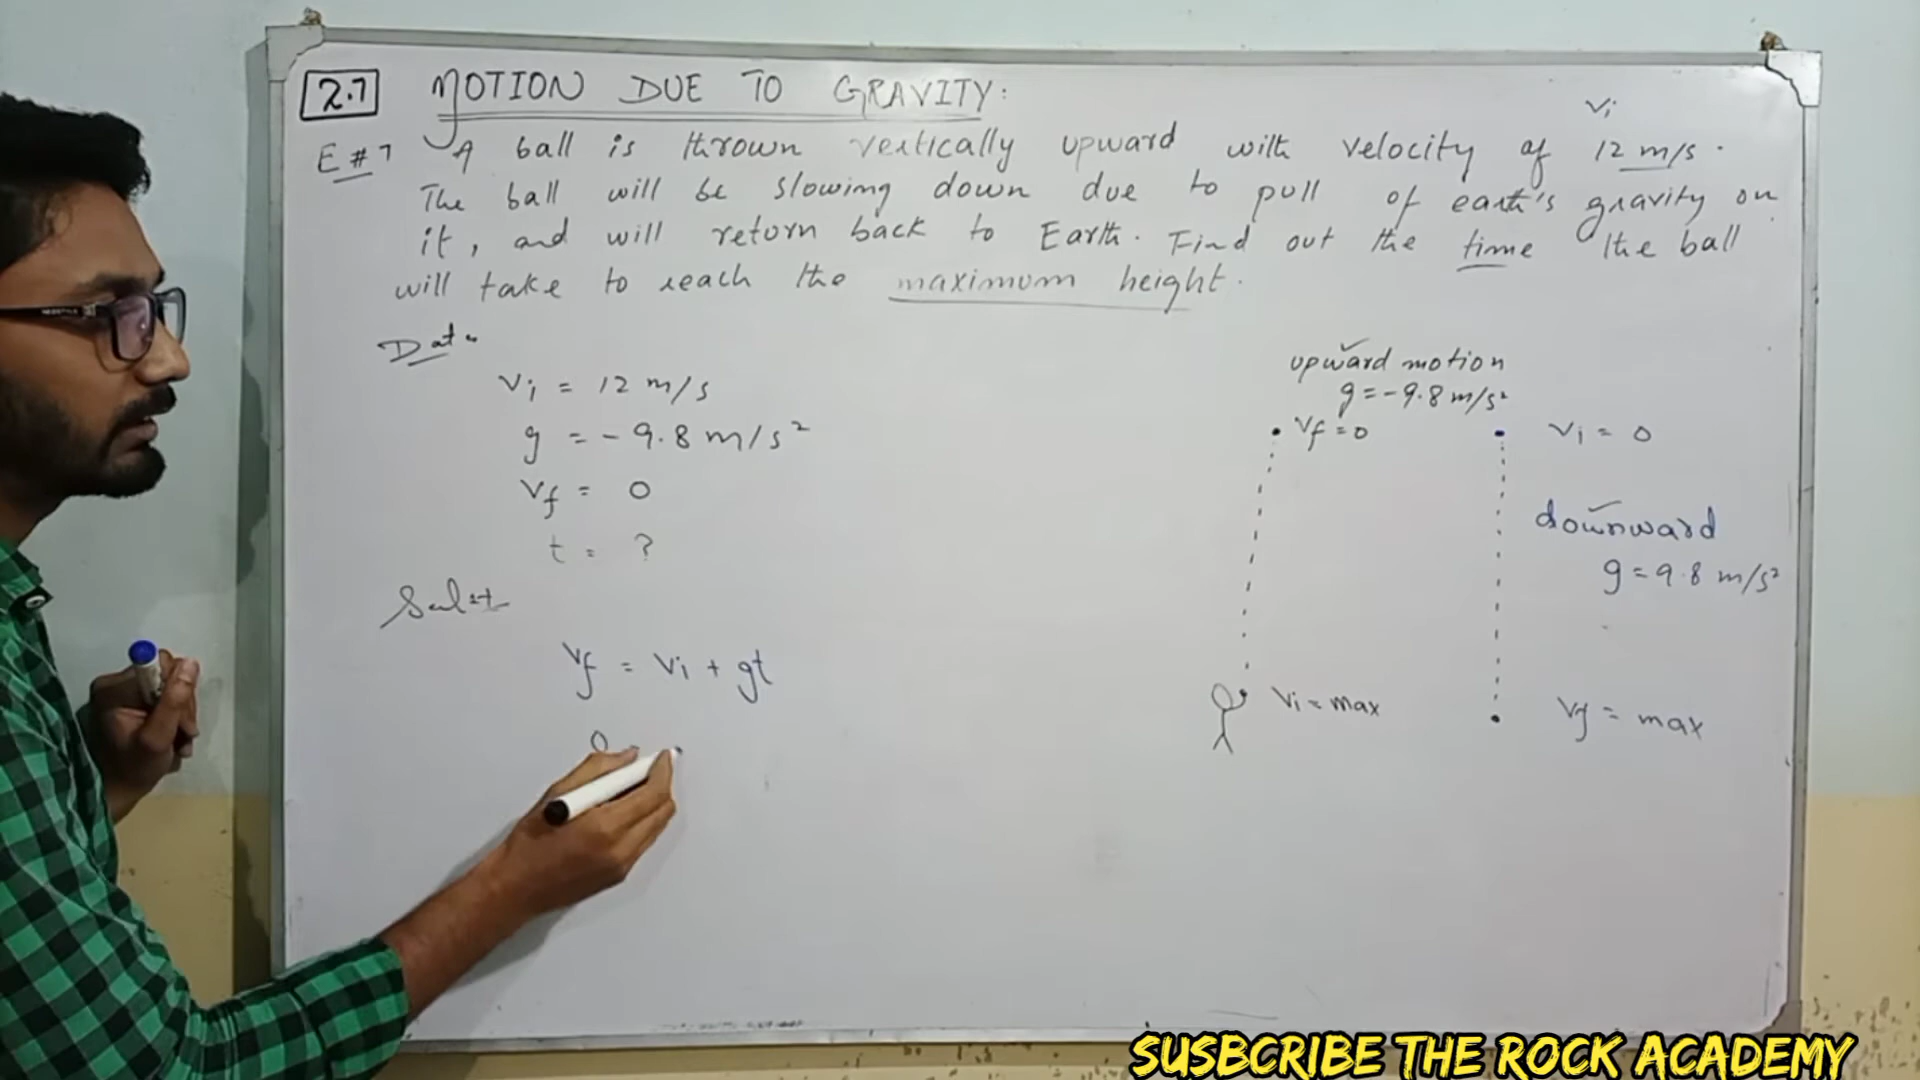 2.7 MOTION DUE TO GRAVITY:
Vi
E#7 A ball is thrown vertically upward with velocity of 12 m/s.
The ball will be slowing down due to pull of earth's gravity on
it, and will return back to Earth. Find out the time the ball
will take to reach the maximum height.
Data
Vi = 12 m/s
g = -9.8 m/s²
Vf = 0
t = ?
Vf = Vi + gt
0 =
upward motion
g = -9.8 m/s²
Vf = 0
Vi = max
Vi = 0
downward
g = 9.8 m/s²
Vf = max
SUSBCRIBE THE ROCK ACADEMY